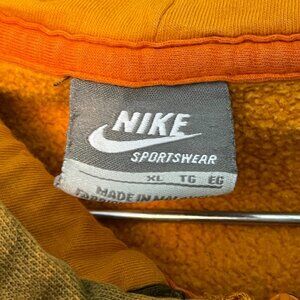 NIKE
SPORTSWEAR
XL TG EG
MADE IN